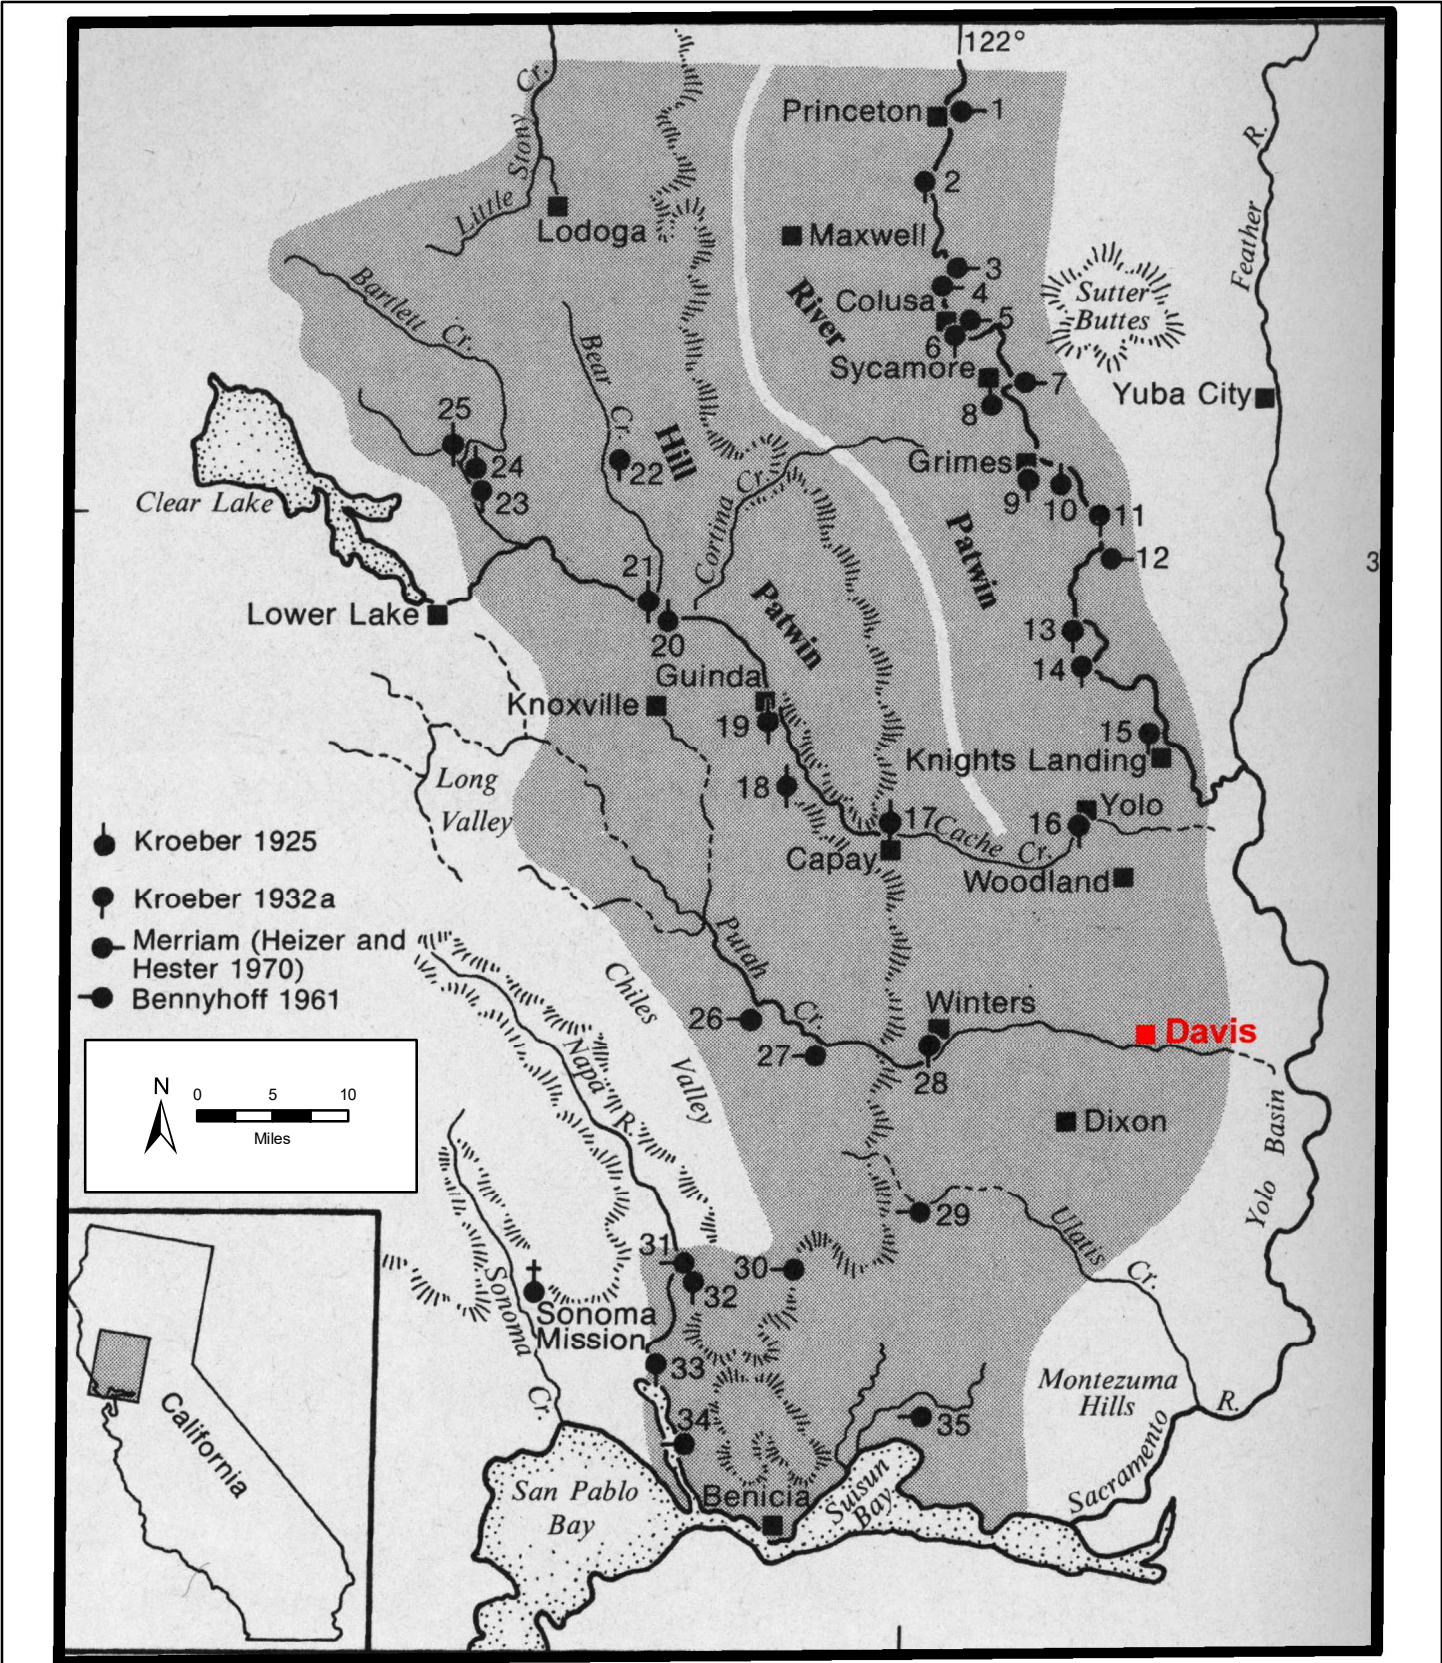 122°
Princeton
1
Little Stony Cr.
2
Lodoga
Maxwell
Feather R.
3
Bartlett Cr.
4
Colusa
5
6
Sutter
Buttes
River
Bear Cr.
Sycamore
7
8
Yuba City
25
24
23
22
Hill
Grimes
9
10
11
12
Clear Lake
Cortina Cr.
Patwin
3
21
20
Lower Lake
Patwin
13
14
Guinda
Knoxville
19
15
Knights Landing
Long
Valley
18
17
Cache Cr.
16
Yolo
Capay
Woodland
Kroeber 1925
Kroeber 1932a
Merriam (Heizer and
Hester 1970)
Bennyhoff 1961
Putah Cr.
Chiles Valley
26
27
Winters
28
Davis
Napa R.
N
0 5 10
Miles
Dixon
Yolo Basin
29
Ulatis Cr.
31
32
30
Sonoma
Mission
Sonoma Cr.
33
34
35
Montezuma
Hills
Sacramento R.
California
San Pablo
Bay
Benicia
Suisun
Bay